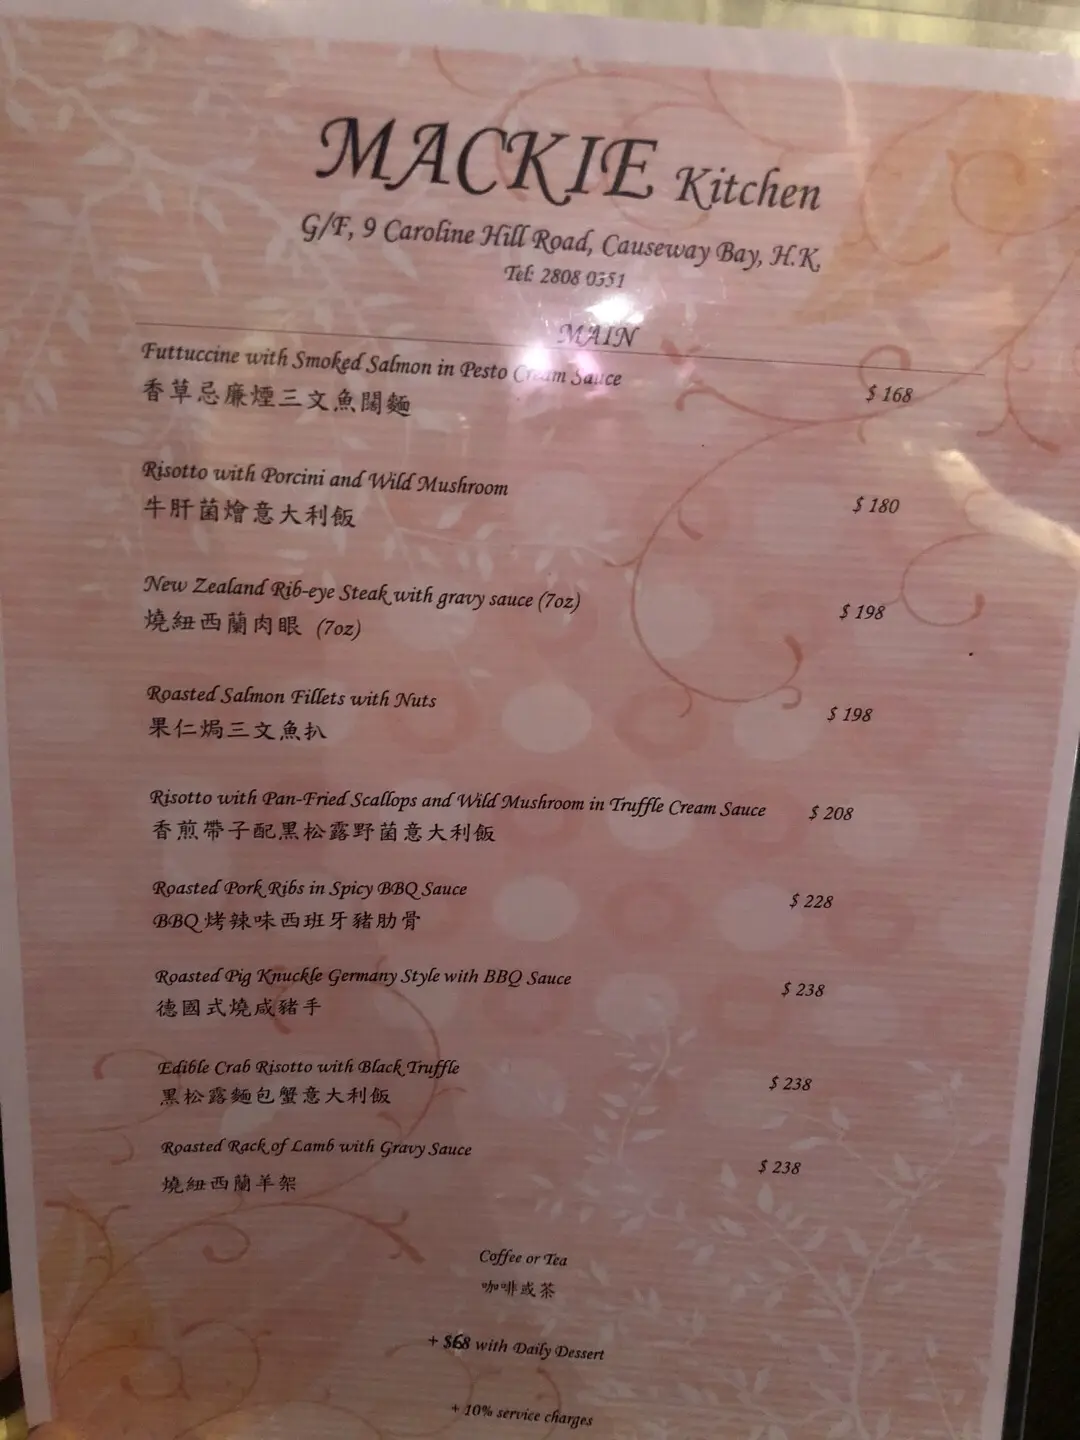 MACKIE Kitchen
G/F, 9 Caroline Hill Road, Causeway Bay, H.K.
Tel: 2808 0351
MAIN
Futtuccine with Smoked Salmon in Pesto Cream Sauce
$ 168
香草忌廉煙三文魚闊麵
Risotto with Porcini and Wild Mushroom
$ 180
牛肝菌燴意大利飯
New Zealand Rib-eye Steak with gravy sauce (7oz)
$ 198
燒紐西蘭肉眼 (7oz)
Roasted Salmon Fillets with Nuts
$ 198
果仁焗三文魚扒
Risotto with Pan-Fried Scallops and Wild Mushroom in Truffle Cream Sauce $ 208
香煎帶子配黑松露野菌意大利飯
Roasted Pork Ribs in Spicy BBQ Sauce
$ 228
BBQ 烤辣味西班牙豬肋骨
Roasted Pig Knuckle Germany Style with BBQ Sauce
$ 238
德國式燒咸豬手
Edible Crab Risotto with Black Truffle
$ 238
黑松露麵包蟹意大利飯
Roasted Rack of Lamb with Gravy Sauce
$ 238
燒紐西蘭羊架
Coffee or Tea
咖啡或茶
+ $68 with Daily Dessert
+ 10% service charges